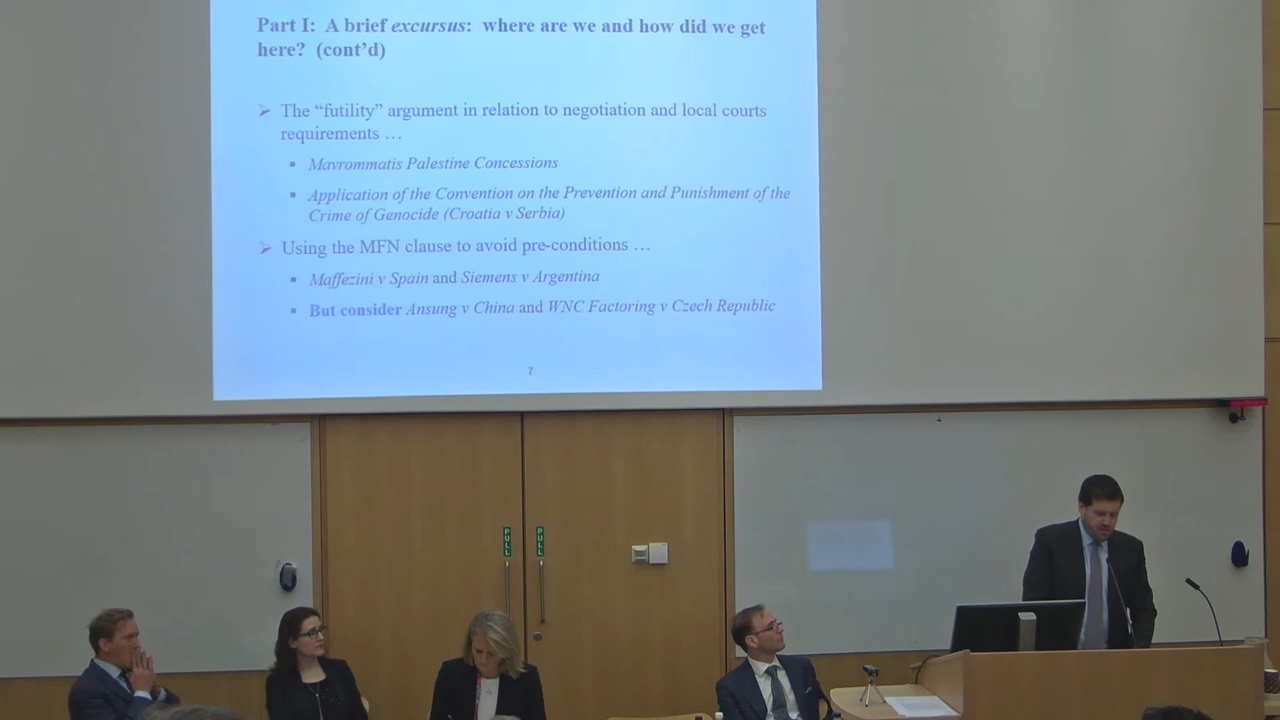 Part I: A brief excursus: where are we and how did we get
here? (cont’d)
➢ The “futility” argument in relation to negotiation and local courts
requirements …
▪ Mavrommatis Palestine Concessions
▪ Application of the Convention on the Prevention and Punishment of the
Crime of Genocide (Croatia v Serbia)
➢ Using the MFN clause to avoid pre-conditions …
▪ Maffezini v Spain and Siemens v Argentina
▪ But consider Ansung v China and WNC Factoring v Czech Republic
7
PULL PULL